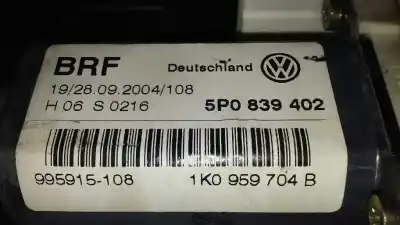 BRF Deutschland
19/28.09.2004/108
H 06 S 0216 5P0 839 402
995915-108 1K0 959 704 B